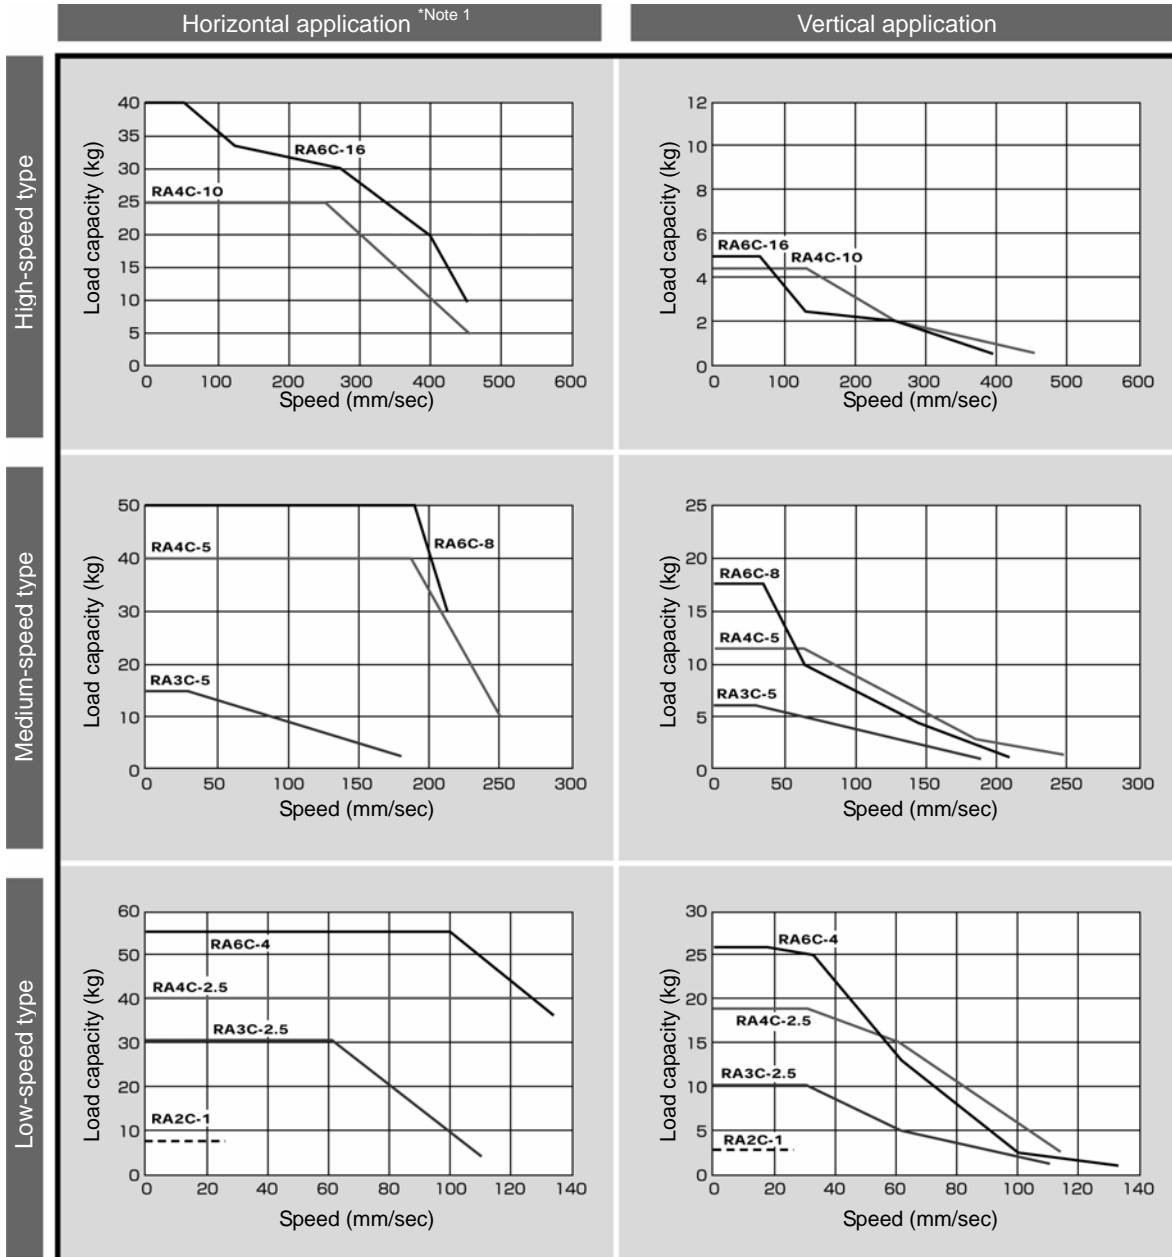 Horizontal application *Note 1
Vertical application
High-speed type
Load capacity (kg)
40
35
30
25
20
15
10
5
0
RA6C-16
RA4C-10
0 100 200 300 400 500 600
Speed (mm/sec)
Load capacity (kg)
12
10
8
6
4
2
0
RA6C-16
RA4C-10
0 100 200 300 400 500 600
Speed (mm/sec)
Medium-speed type
Load capacity (kg)
50
40
30
20
10
0
RA4C-5
RA6C-8
RA3C-5
0 50 100 150 200 250 300
Speed (mm/sec)
Load capacity (kg)
25
20
15
10
5
0
RA6C-8
RA4C-5
RA3C-5
0 50 100 150 200 250 300
Speed (mm/sec)
Low-speed type
Load capacity (kg)
60
50
40
30
20
10
0
RA6C-4
RA4C-2.5
RA3C-2.5
RA2C-1
0 20 40 60 80 100 120 140
Speed (mm/sec)
Load capacity (kg)
30
25
20
15
10
5
0
RA6C-4
RA4C-2.5
RA3C-2.5
RA2C-1
0 20 40 60 80 100 120 140
Speed (mm/sec)